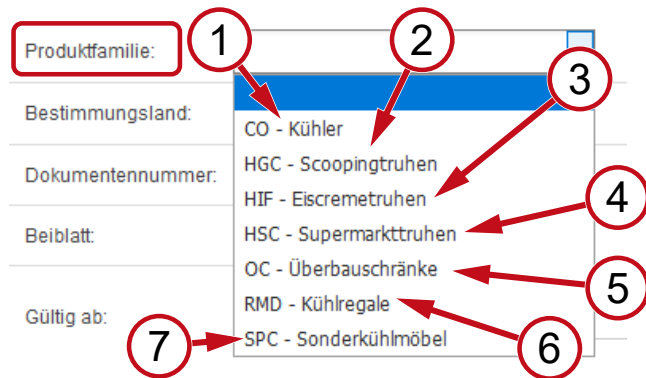 1
2
Produktfamilie:
3
Bestimmungsland:
CO - Kühler
HGC - Scoopingtruhen
Dokumentennummer:
HIF - Eiscremetruhen
4
Beiblatt:
HSC - Supermarkttruhen
OC - Überbauschränke
5
RMD - Kühlregale
Gültig ab:
7
SPC - Sonderkühlmöbel
6